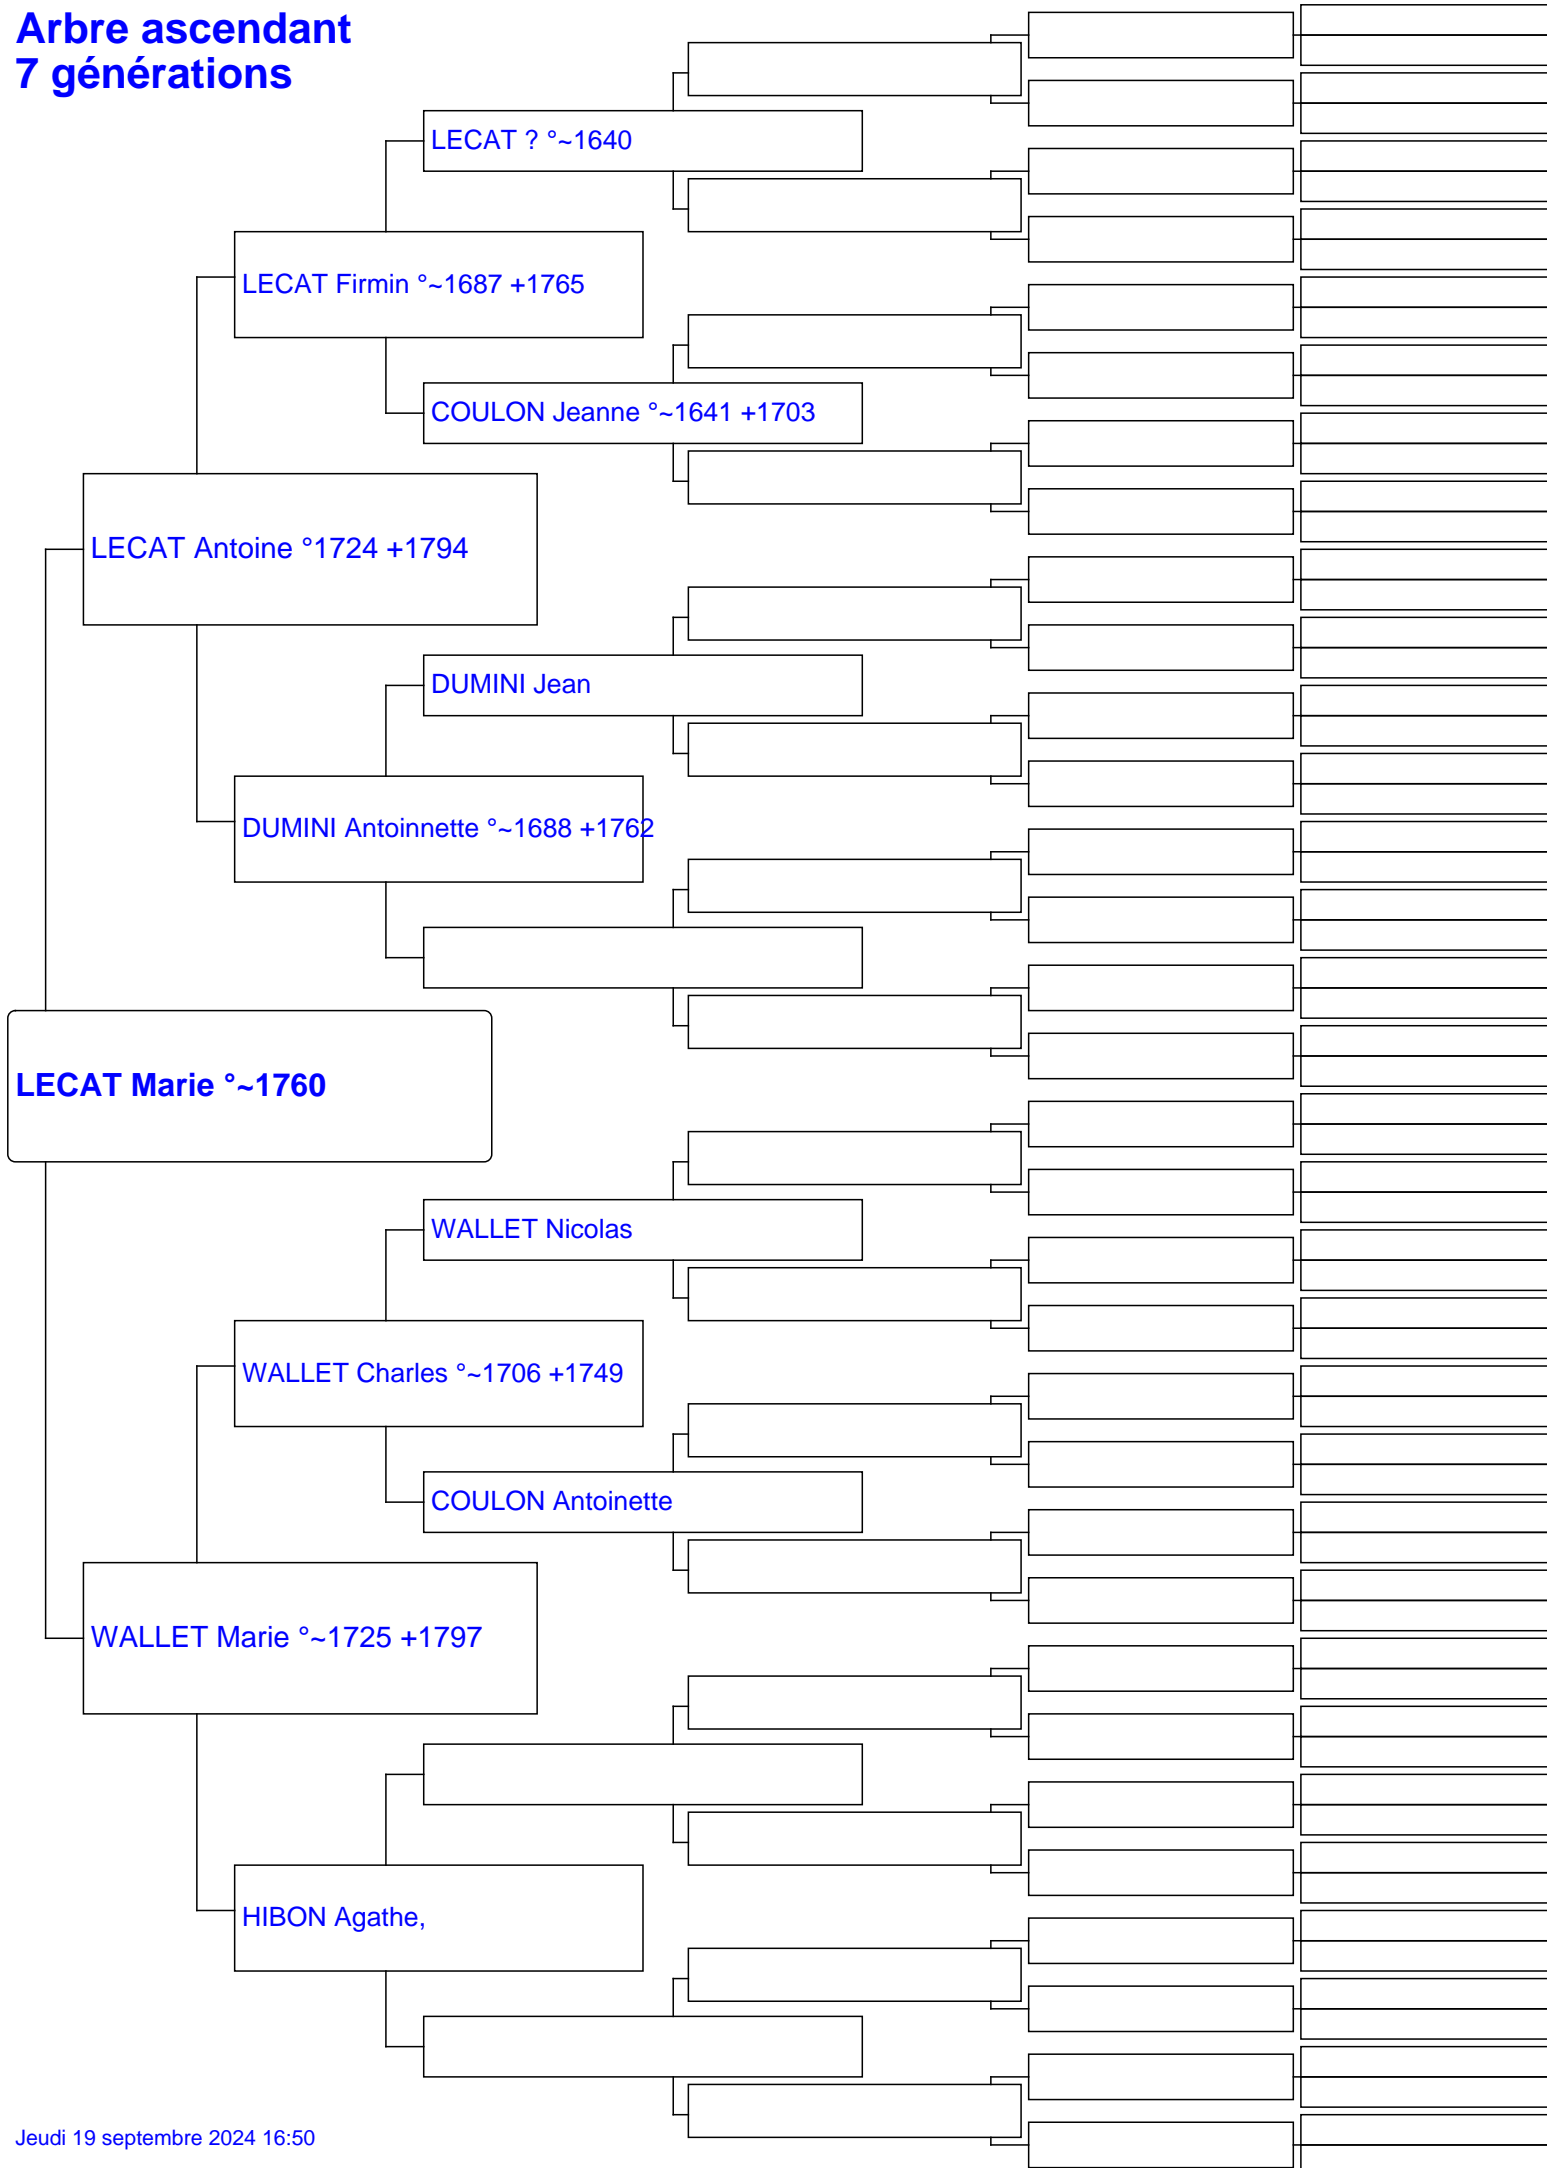 Arbre ascendant
7 générations
LECAT ? °~1640
LECAT Firmin °~1687 +1765
COULON Jeanne °~1641 +1703
LECAT Antoine °1724 +1794
DUMINI Jean
DUMINI Antoinnette °~1688 +1762
LECAT Marie °~1760
WALLET Nicolas
WALLET Charles °~1706 +1749
COULON Antoinette
WALLET Marie °~1725 +1797
HIBON Agathe,
Jeudi 19 septembre 2024 16:50